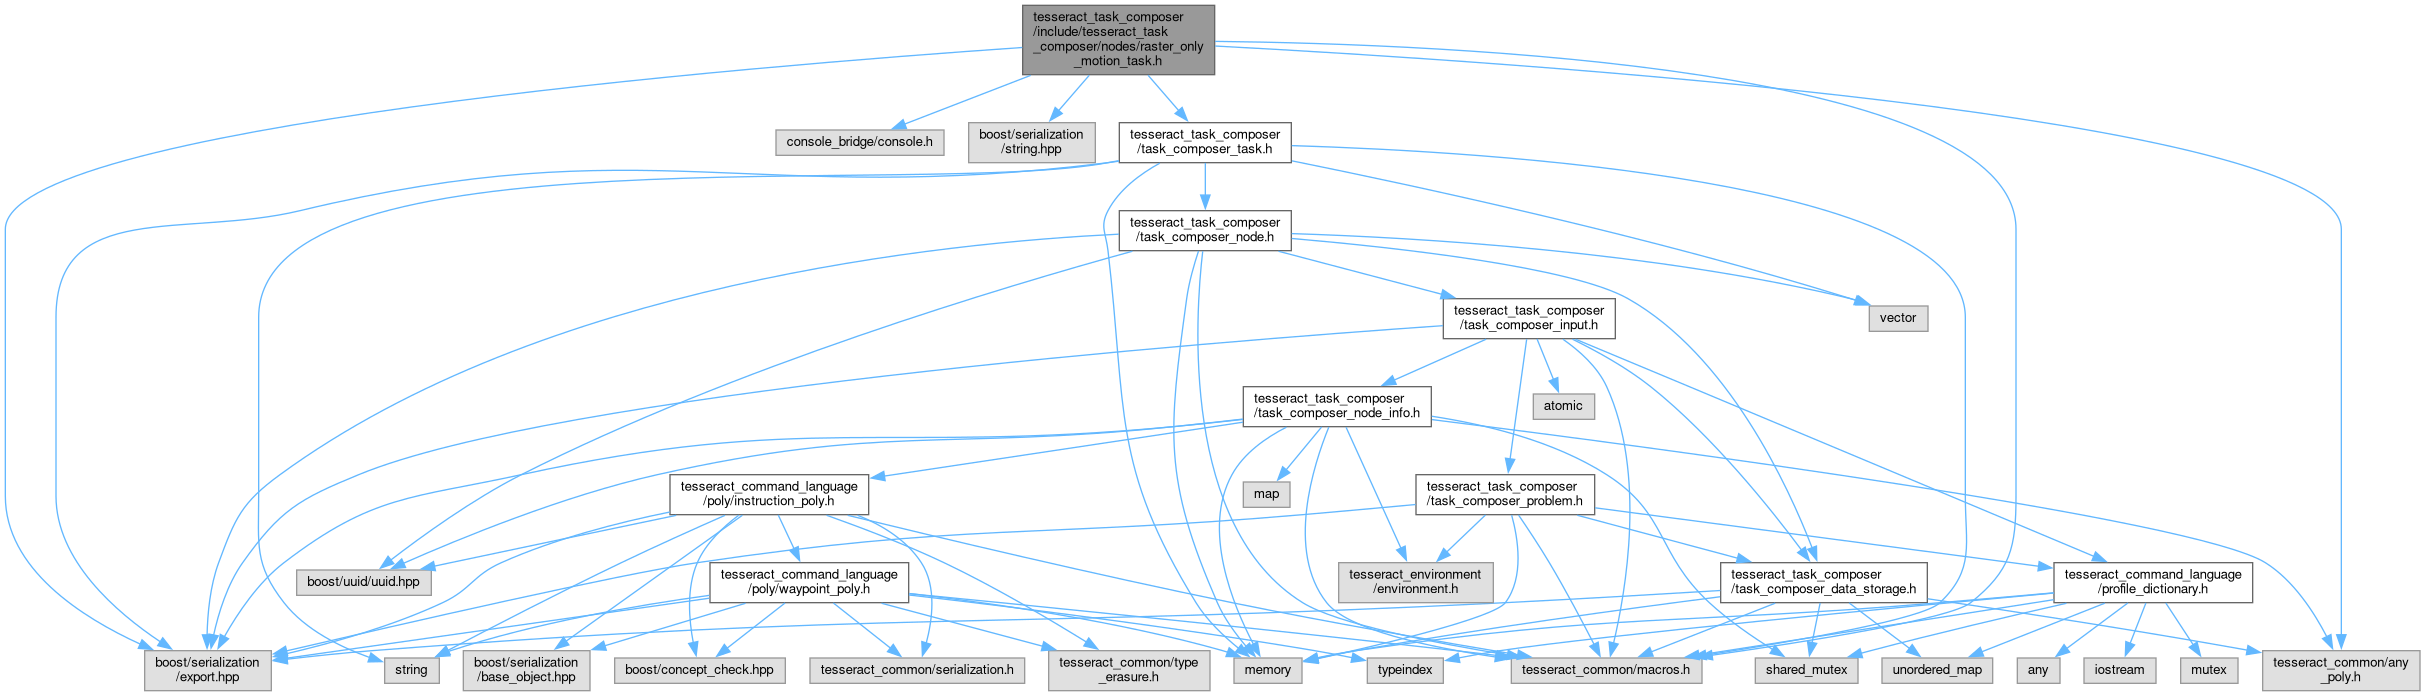 tesseract_task_composer
/include/tesseract_task
_composer/nodes/raster_only
_motion_task.h
console_bridge/console.h
boost/serialization
/string.hpp
tesseract_task_composer
/task_composer_task.h
tesseract_task_composer
/task_composer_node.h
tesseract_task_composer
/task_composer_input.h
vector
tesseract_task_composer
/task_composer_node_info.h
atomic
tesseract_command_language
/poly/instruction_poly.h
map
tesseract_task_composer
/task_composer_problem.h
boost/uuid/uuid.hpp
tesseract_command_language
/poly/waypoint_poly.h
tesseract_environment
/environment.h
tesseract_task_composer
/task_composer_data_storage.h
tesseract_command_language
/profile_dictionary.h
boost/serialization
/export.hpp
string
boost/serialization
/base_object.hpp
boost/concept_check.hpp
tesseract_common/serialization.h
tesseract_common/type
_erasure.h
memory
typeindex
tesseract_common/macros.h
shared_mutex
unordered_map
any
iostream
mutex
tesseract_common/any
_poly.h